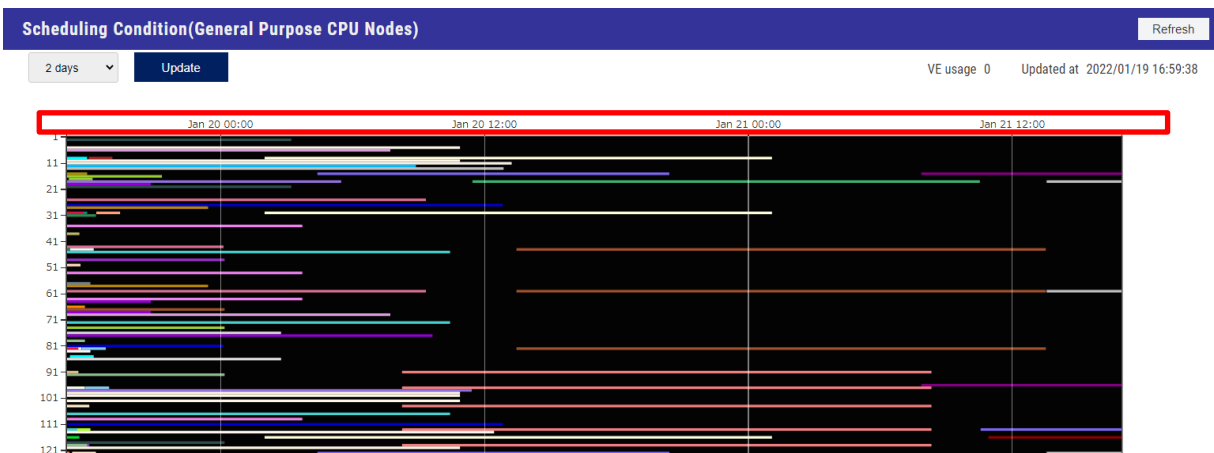 Scheduling Condition(General Purpose CPU Nodes)
Refresh
2 days
Update
VE usage 0
Updated at 2022/01/19 16:59:38
Jan 20 00:00
Jan 20 12:00
Jan 21 00:00
Jan 21 12:00
1
11
21
31
41
51
61
71
81
91
101
111
121